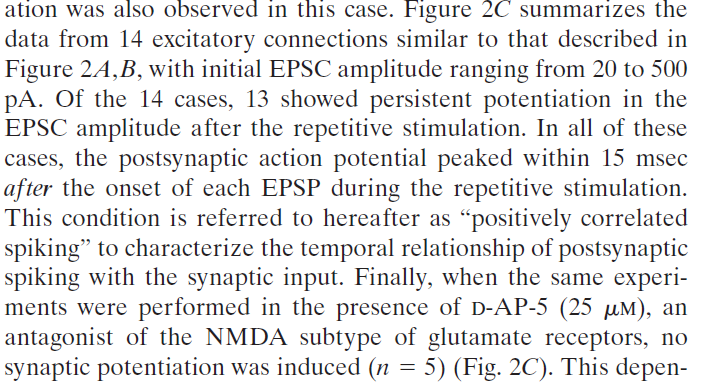 ation was also observed in this case. Figure 2C summarizes the
data from 14 excitatory connections similar to that described in
Figure 2A,B, with initial EPSC amplitude ranging from 20 to 500
pA. Of the 14 cases, 13 showed persistent potentiation in the
EPSC amplitude after the repetitive stimulation. In all of these
cases, the postsynaptic action potential peaked within 15 msec
after the onset of each EPSP during the repetitive stimulation.
This condition is referred to hereafter as “positively correlated
spiking” to characterize the temporal relationship of postsynaptic
spiking with the synaptic input. Finally, when the same experi-
ments were performed in the presence of D-AP-5 (25 μM), an
antagonist of the NMDA subtype of glutamate receptors, no
synaptic potentiation was induced (n = 5) (Fig. 2C). This depen-